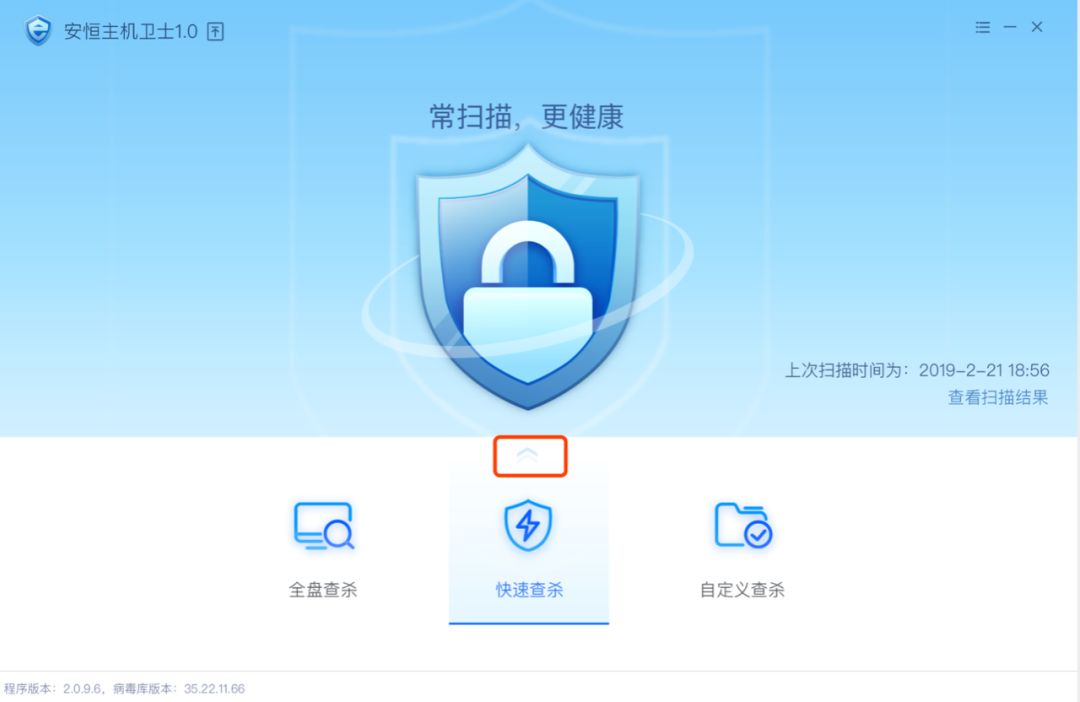 安恒主机卫士1.0
常扫描，更健康
上次扫描时间为：2019-2-21 18:56
查看扫描结果
全盘查杀
快速查杀
自定义查杀
程序版本：2.0.9.6，病毒库版本：35.22.11.66